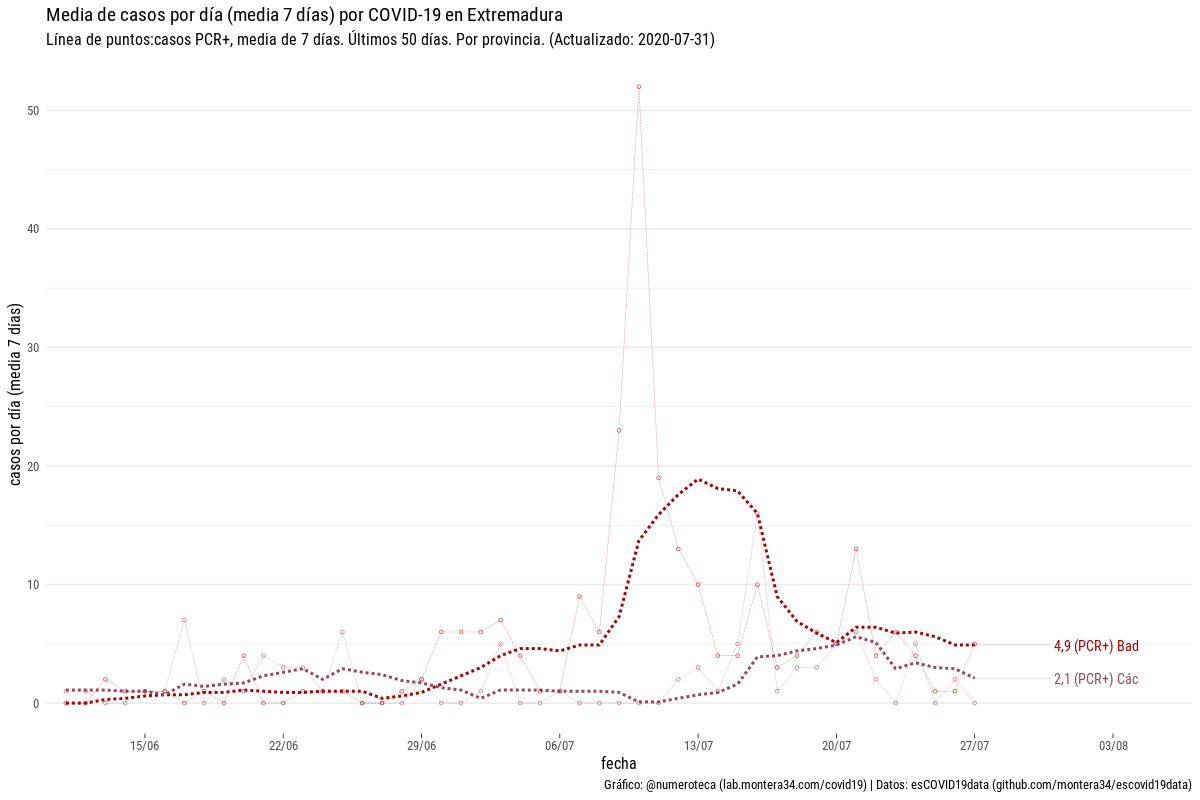 Media de casos por día (media 7 días) por COVID-19 en Extremadura
Línea de puntos:casos PCR+, media de 7 días. Últimos 50 días. Por provincia. (Actualizado: 2020-07-31)
casos por día (media 7 días)
50
40
30
20
10
0
4,9 (PCR+) Bad
2,1 (PCR+) Các
15/06
22/06
29/06
06/07
13/07
20/07
27/07
03/08
fecha
Gráfico: @numeroteca (lab.montera34.com/covid19) | Datos: esCOVID19data (github.com/montera34/escovid19data)